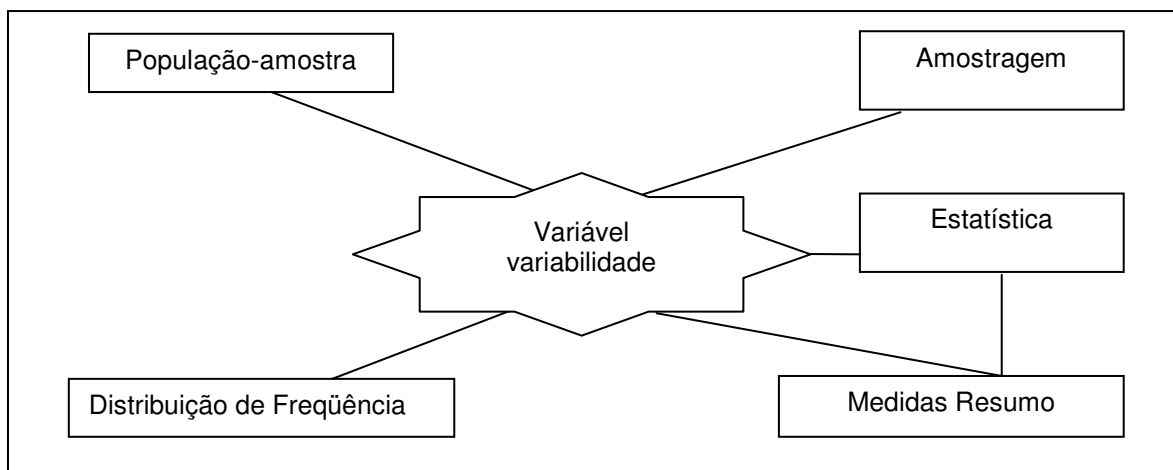 População-amostra
Amostragem
Variável
variabilidade
Estatística
Distribuição de Freqüência
Medidas Resumo